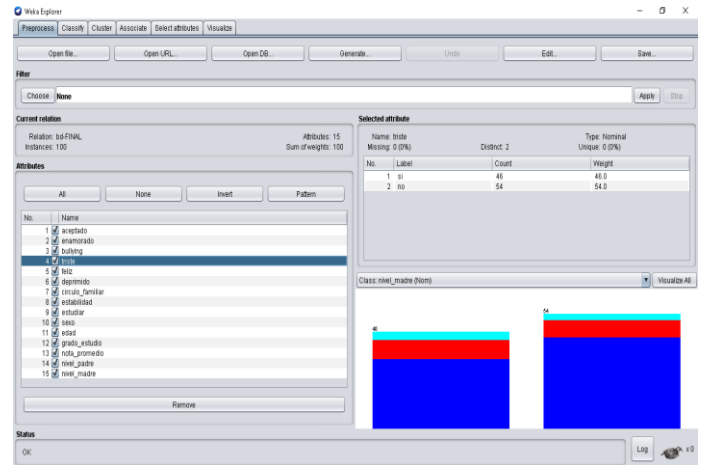 Weka Explorer
Preprocess Classify Cluster Associate Select attributes Visualize
Open file... Open URL... Open DB... Generate... Undo Edit... Save...
Filter
Choose None Apply Stop
Current relation
Relation: bd-FINAL Attributes: 15
Instances: 100 Sum of weights: 100
Attributes
All None Invert Pattern
No. Name
1 aceptado
2 enamorado
3 bullying
4 triste
5 feliz
6 deprimido
7 circulo_familiar
8 estabilidad
9 estudiar
10 sexo
11 edad
12 grado_estudio
13 nota_promedio
14 nivel_padre
15 nivel_madre
Remove
Selected attribute
Name: triste Type: Nominal
Missing: 0 (0%) Distinct: 2 Unique: 0 (0%)
No. Label Count Weight
1 si 46 46.0
2 no 54 54.0
Class: nivel_madre (Nom) Visualize All
46
54
Status
OK Log x 0